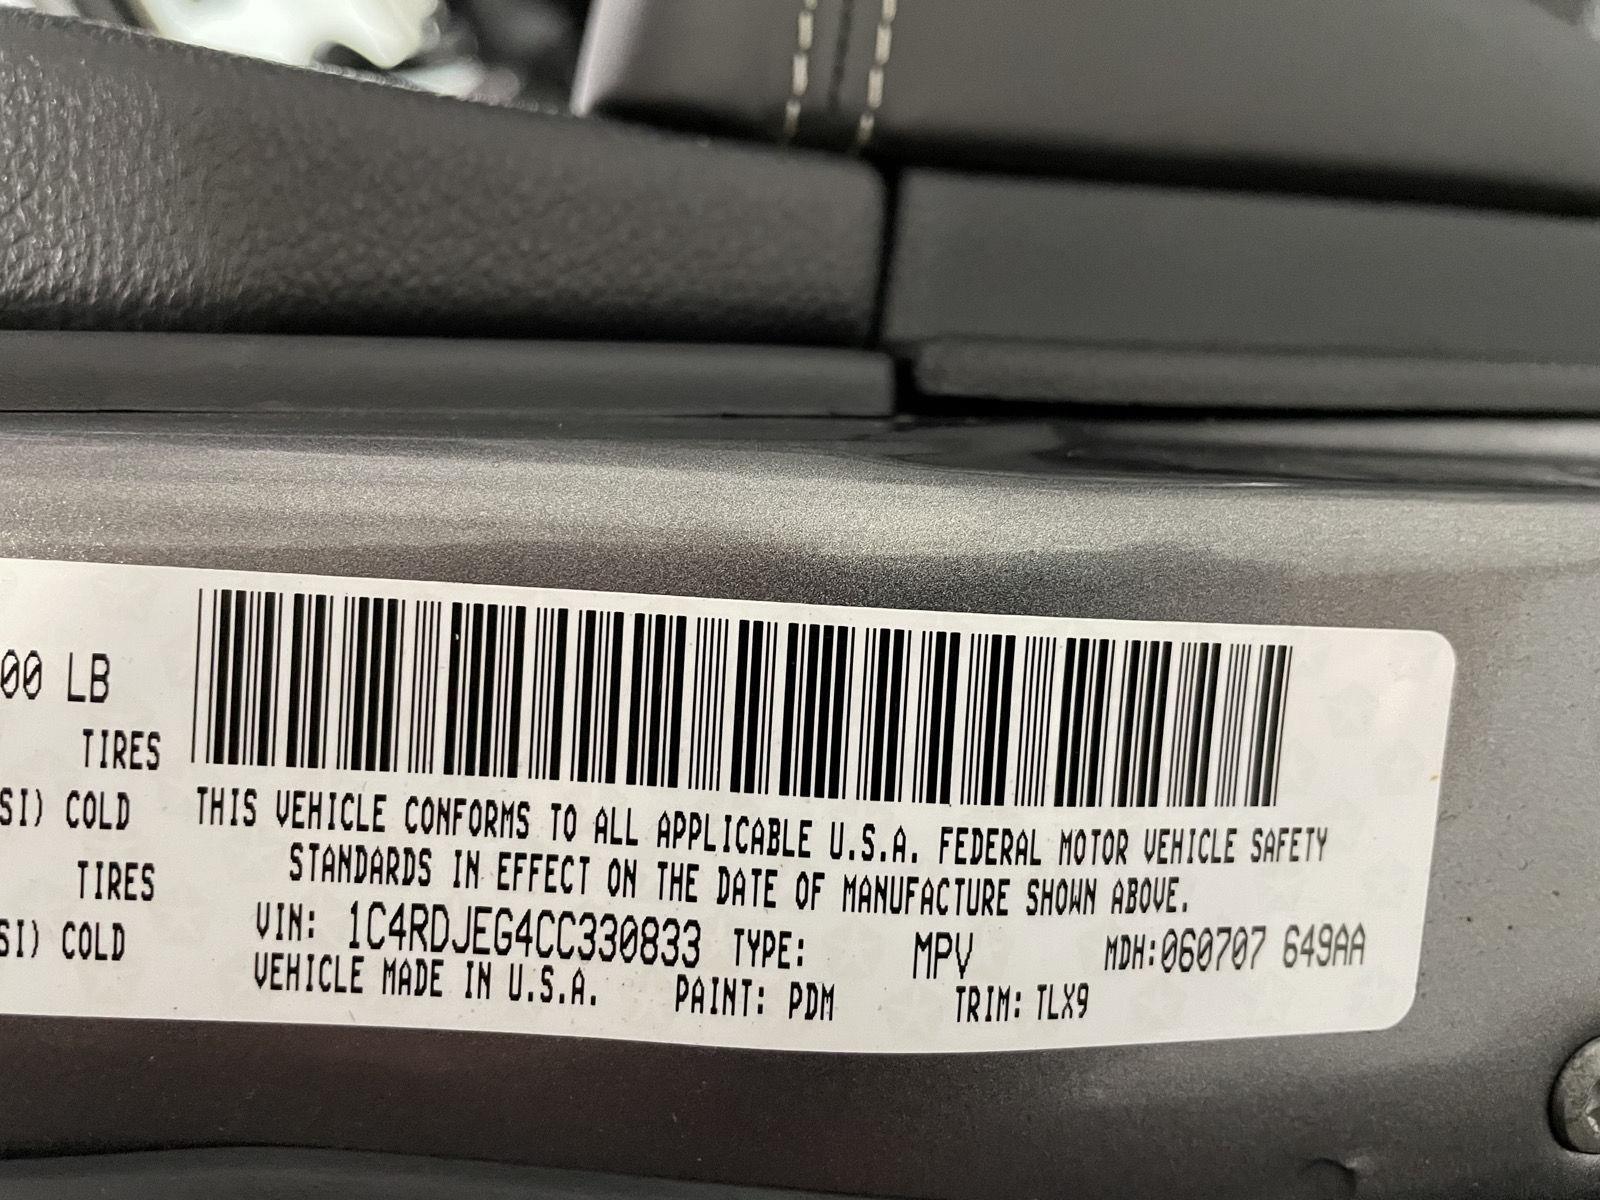 00 LB
TIRES
SI) COLD
TIRES
SI) COLD
THIS VEHICLE CONFORMS TO ALL APPLICABLE U.S.A. FEDERAL MOTOR VEHICLE SAFETY
STANDARDS IN EFFECT ON THE DATE OF MANUFACTURE SHOWN ABOVE.
VIN: 1C4RDJEG4CC330833 TYPE: MPV MDH:060707 649AA
VEHICLE MADE IN U.S.A. PAINT: PDM TRIM: TLX9